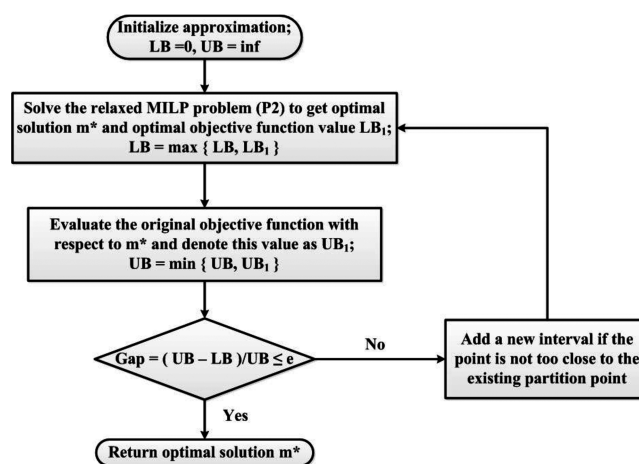 Initialize approximation;
LB =0, UB = inf
Solve the relaxed MILP problem (P2) to get optimal
solution m* and optimal objective function value LB₁;
LB = max { LB, LB₁ }
Evaluate the original objective function with
respect to m* and denote this value as UB₁;
UB = min { UB, UB₁ }
Gap = ( UB – LB )/UB ≤ e
No
Add a new interval if the
point is not too close to the
existing partition point
Yes
Return optimal solution m*